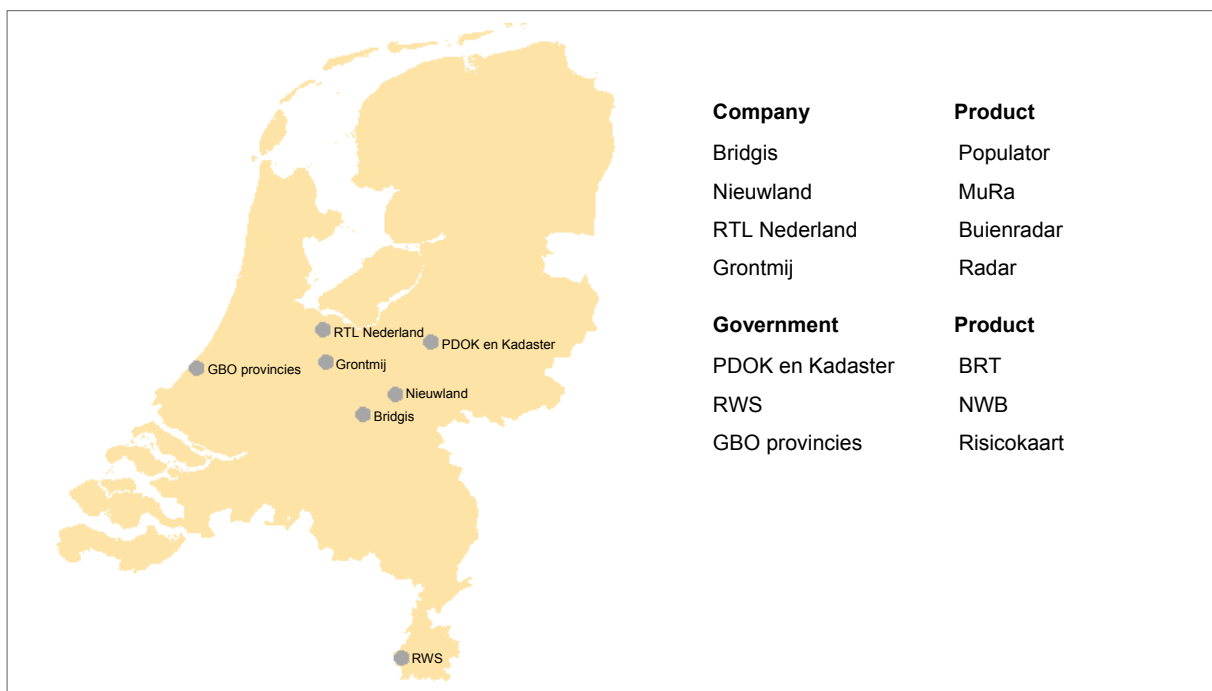 RTL Nederland
PDOK en Kadaster
Grontmij
GBO provincies
Nieuwland
Bridgis
RWS
Company Product
Bridgis Populator
Nieuwland MuRa
RTL Nederland Buienradar
Grontmij Radar
Government Product
PDOK en Kadaster BRT
RWS NWB
GBO provincies Risicokaart